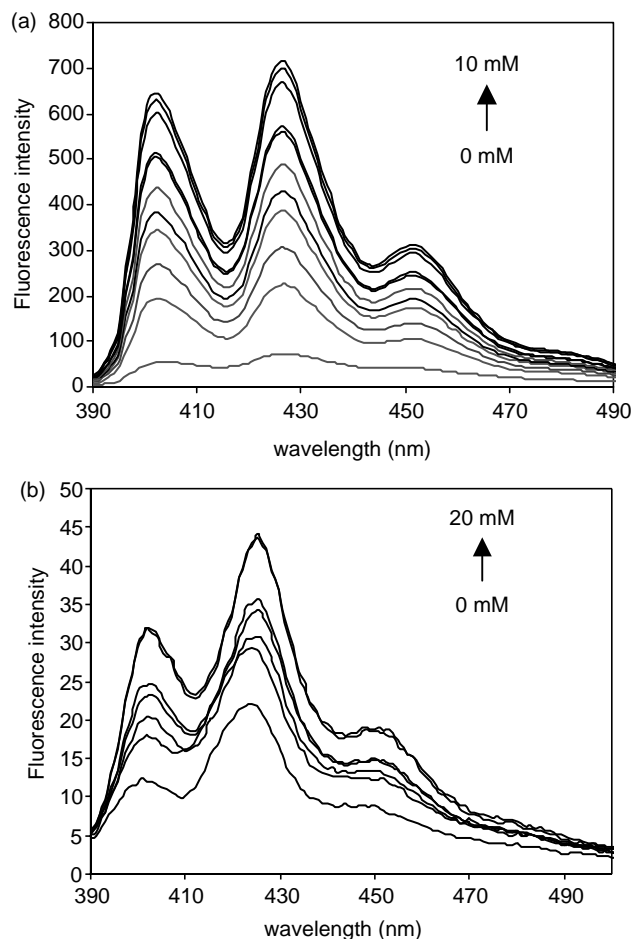 (a)
800
700
600
500
400
300
200
100
0
Fluorescence intensity
10 mM
0 mM
390 410 430 450 470 490
wavelength (nm)
(b)
50
45
40
35
30
25
20
15
10
5
0
Fluorescence intensity
20 mM
0 mM
390 410 430 450 470 490
wavelength (nm)